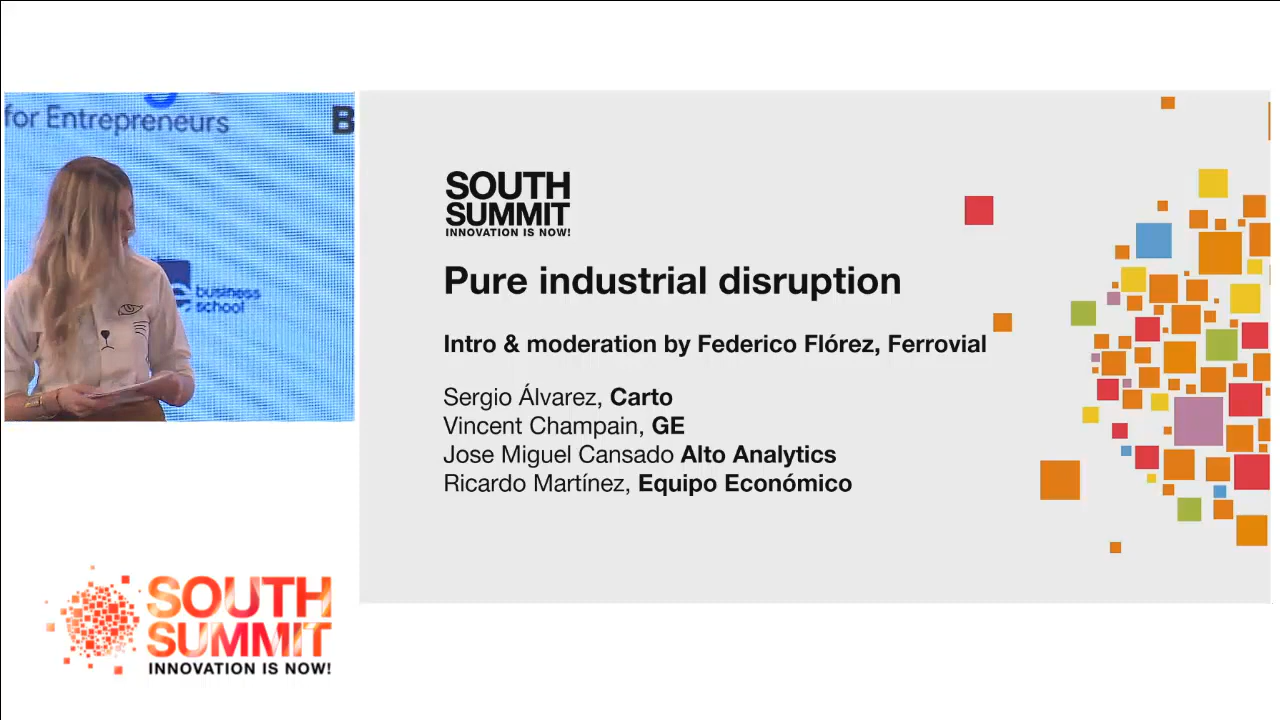 for Entrepreneurs
B
business
school
SOUTH
SUMMIT
INNOVATION IS NOW!
Pure industrial disruption
Intro & moderation by Federico Flórez, Ferrovial
Sergio Álvarez, Carto
Vincent Champain, GE
Jose Miguel Cansado Alto Analytics
Ricardo Martínez, Equipo Económico
SOUTH
SUMMIT
INNOVATION IS NOW!